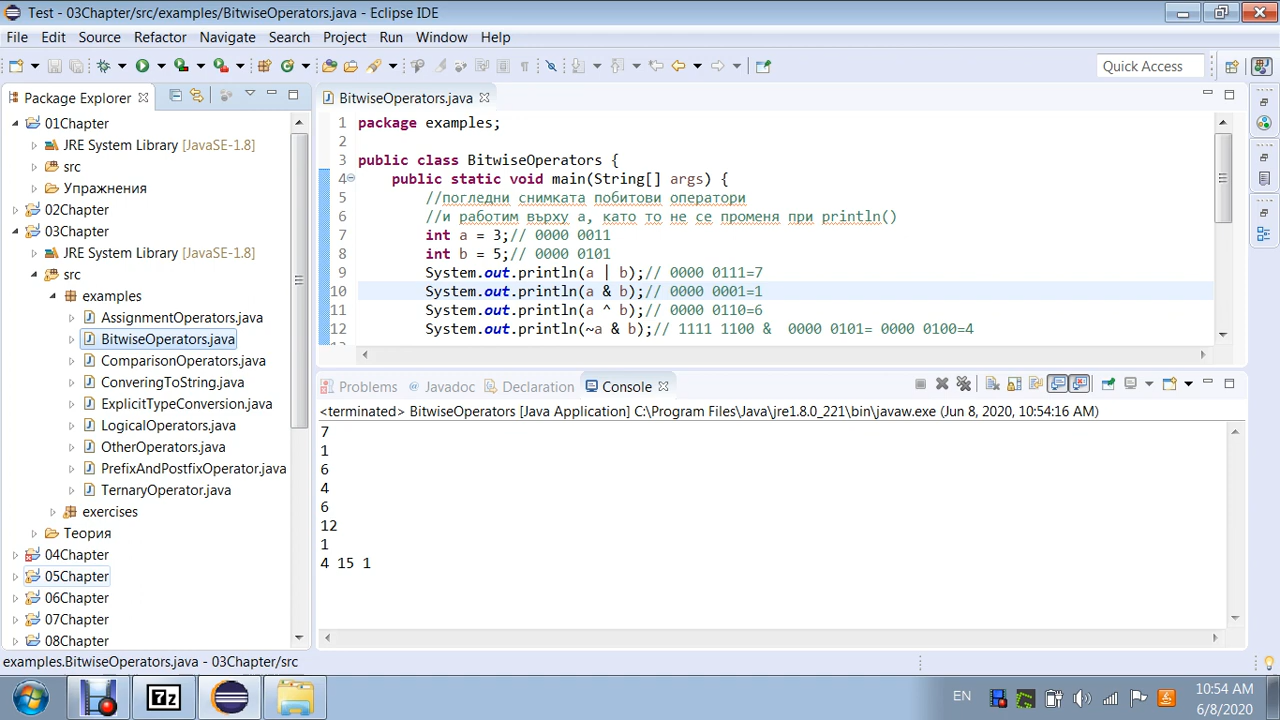 Test - 03Chapter/src/examples/BitwiseOperators.java - Eclipse IDE
File Edit Source Refactor Navigate Search Project Run Window Help
Quick Access
Package Explorer
01Chapter
JRE System Library [JavaSE-1.8]
src
Упражнения
02Chapter
03Chapter
JRE System Library [JavaSE-1.8]
src
examples
AssignmentOperators.java
BitwiseOperators.java
ComparisonOperators.java
ConveringToString.java
ExplicitTypeConversion.java
LogicalOperators.java
OtherOperators.java
PrefixAndPostfixOperator.java
TernaryOperator.java
exercises
Теория
04Chapter
05Chapter
06Chapter
07Chapter
08Chapter
BitwiseOperators.java
1 package examples;
2
3 public class BitwiseOperators {
4 public static void main(String[] args) {
5 //погледни снимката побитови оператори
6 //и работим върху а, като то не се променя при println()
7 int a = 3;// 0000 0011
8 int b = 5;// 0000 0101
9 System.out.println(a | b);// 0000 0111=7
10 System.out.println(a & b);// 0000 0001=1
11 System.out.println(a ^ b);// 0000 0110=6
12 System.out.println(~a & b);// 1111 1100 & 0000 0101= 0000 0100=4
Problems Javadoc Declaration Console
<terminated> BitwiseOperators [Java Application] C:\Program Files\Java\jre1.8.0_221\bin\javaw.exe (Jun 8, 2020, 10:54:16 AM)
7
1
6
4
6
12
1
4 15 1
examples.BitwiseOperators.java - 03Chapter/src
7z
EN
10:54 AM
6/8/2020